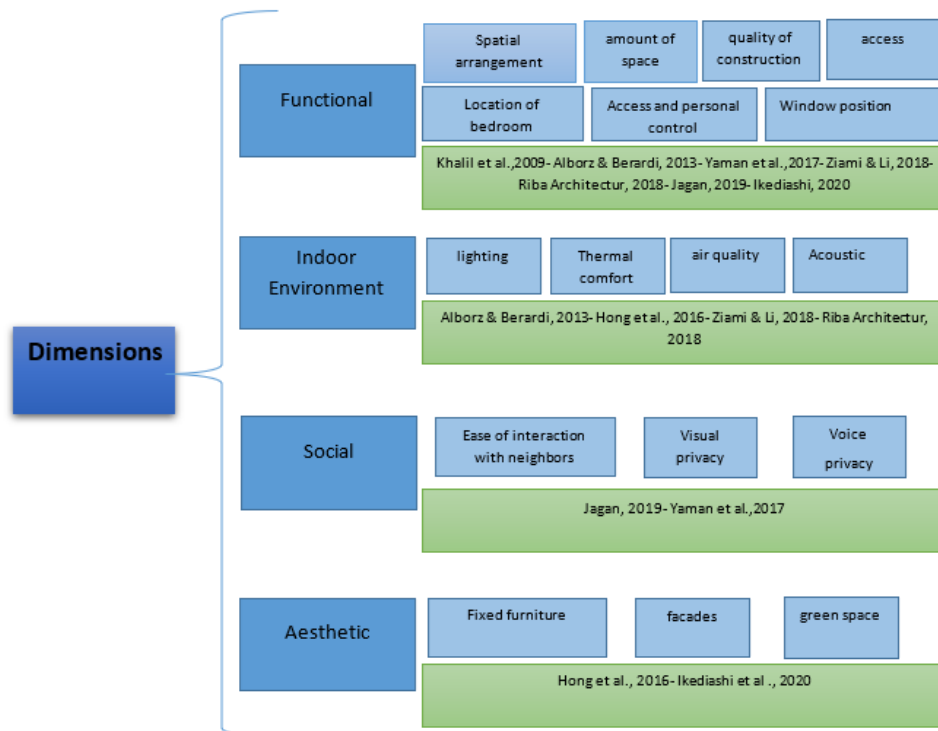 Dimensions
Functional
Spatial
arrangement
amount of
space
quality of
construction
access
Location of
bedroom
Access and personal
control
Window position
Khalil et al.,2009- Alborz & Berardi, 2013- Yaman et al.,2017- Ziami & Li, 2018-
Riba Architectur, 2018- Jagan, 2019- Ikediashi, 2020
Indoor
Environment
lighting
Thermal
comfort
air quality
Acoustic
Alborz & Berardi, 2013- Hong et al., 2016- Ziami & Li, 2018- Riba Architectur,
2018
Social
Ease of interaction
with neighbors
Visual
privacy
Voice
privacy
Jagan, 2019- Yaman et al.,2017
Aesthetic
Fixed furniture
facades
green space
Hong et al., 2016- Ikediashi et al ., 2020